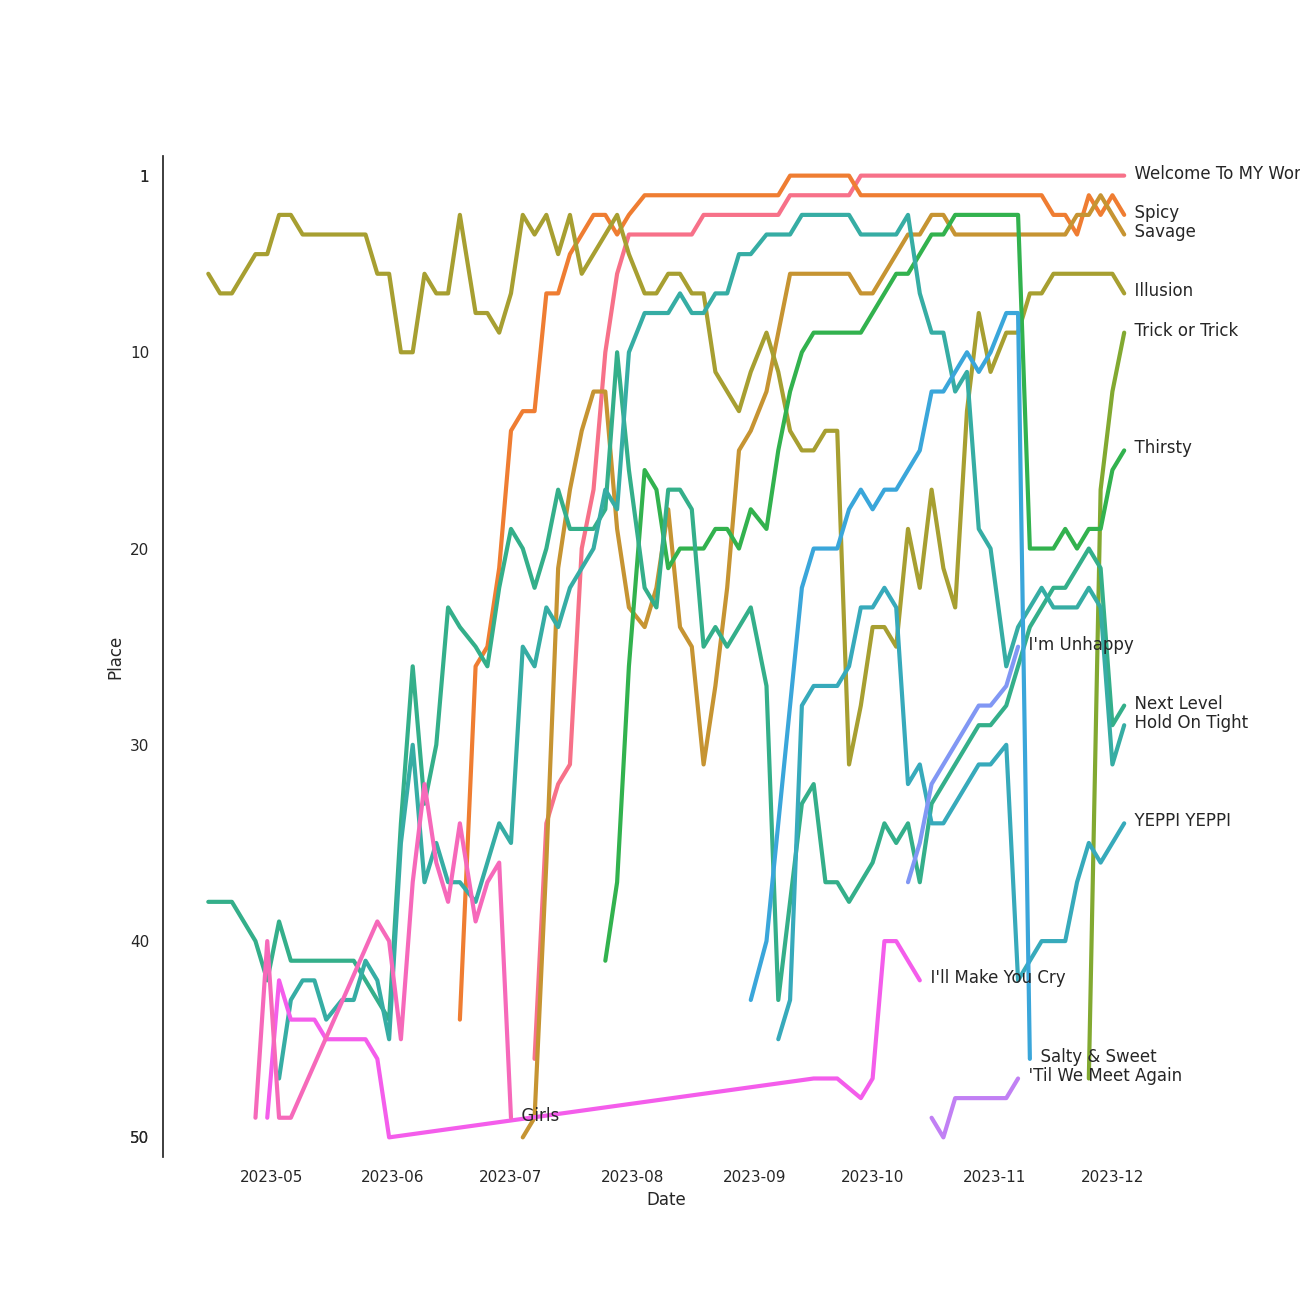 1
10
20
30
40
50
Place
Welcome To MY Wor
Spicy
Savage
Illusion
Trick or Trick
Thirsty
I'm Unhappy
Next Level
Hold On Tight
YEPPI YEPPI
I'll Make You Cry
Salty & Sweet
'Til We Meet Again
Girls
2023-05
2023-06
2023-07
2023-08
2023-09
2023-10
2023-11
2023-12
Date